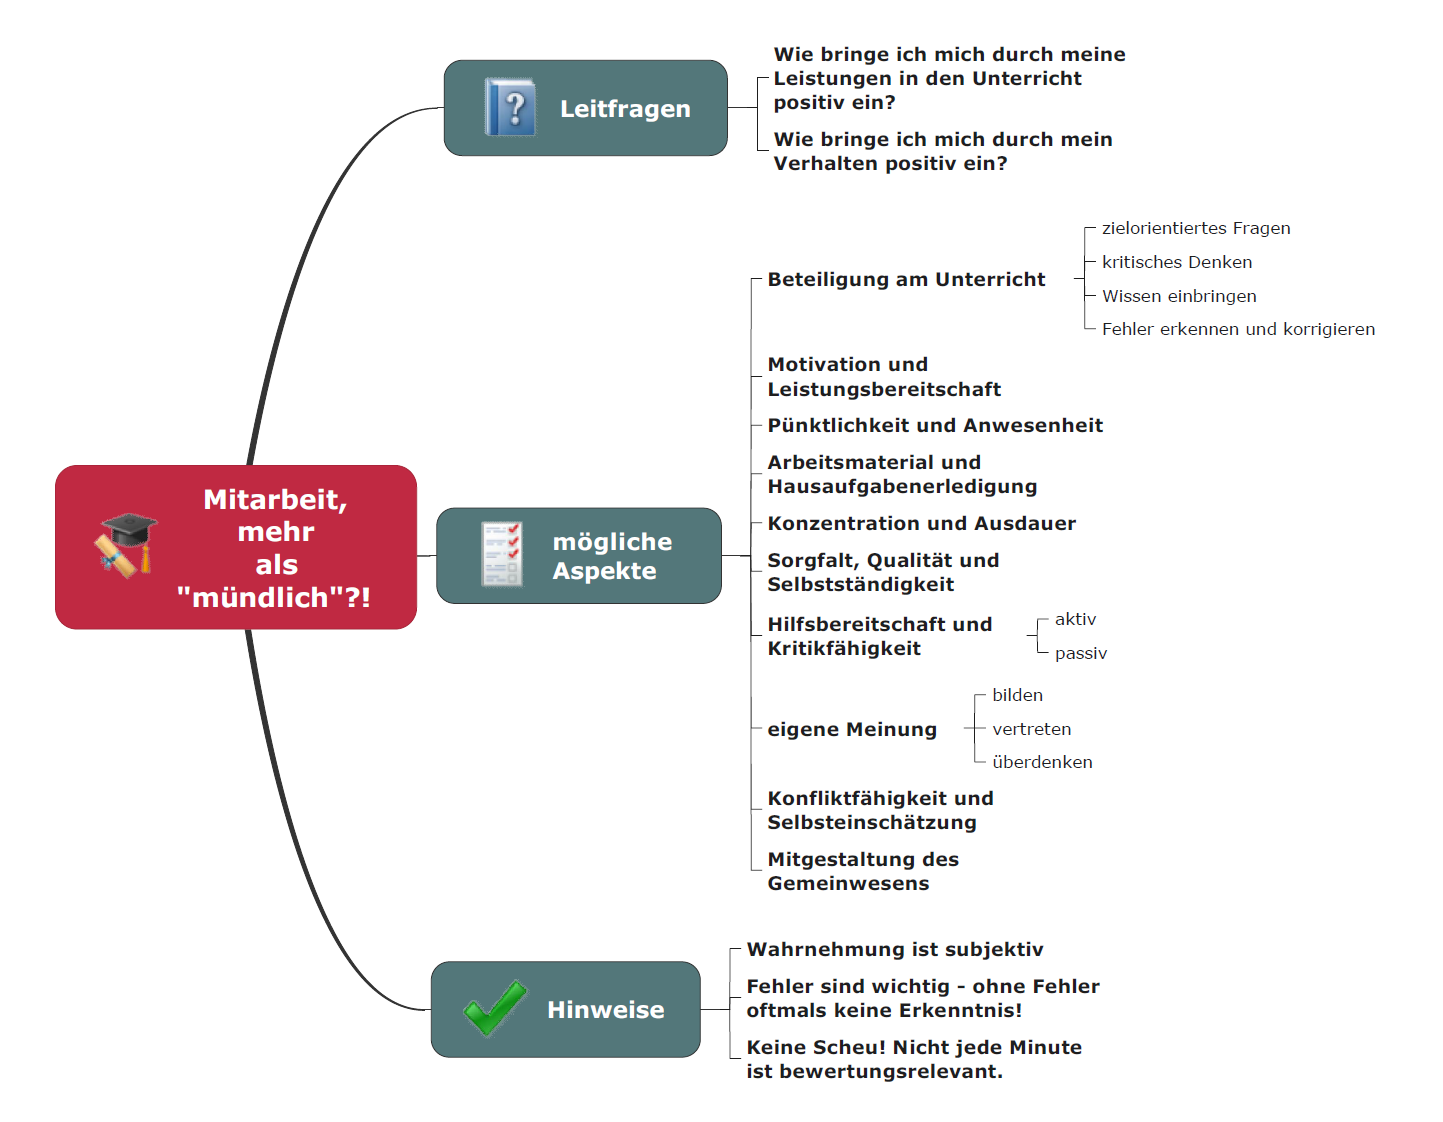 Mitarbeit,
mehr
als
"mündlich"?!
Leitfragen
Wie bringe ich mich durch meine
Leistungen in den Unterricht
positiv ein?
Wie bringe ich mich durch mein
Verhalten positiv ein?
mögliche
Aspekte
Beteiligung am Unterricht
zielorientiertes Fragen
kritisches Denken
Wissen einbringen
Fehler erkennen und korrigieren
Motivation und
Leistungsbereitschaft
Pünktlichkeit und Anwesenheit
Arbeitsmaterial und
Hausaufgabenerledigung
Konzentration und Ausdauer
Sorgfalt, Qualität und
Selbstständigkeit
Hilfsbereitschaft und
Kritikfähigkeit
aktiv
passiv
eigene Meinung
bilden
vertreten
überdenken
Konfliktfähigkeit und
Selbsteinschätzung
Mitgestaltung des
Gemeinwesens
Hinweise
Wahrnehmung ist subjektiv
Fehler sind wichtig - ohne Fehler
oftmals keine Erkenntnis!
Keine Scheu! Nicht jede Minute
ist bewertungsrelevant.